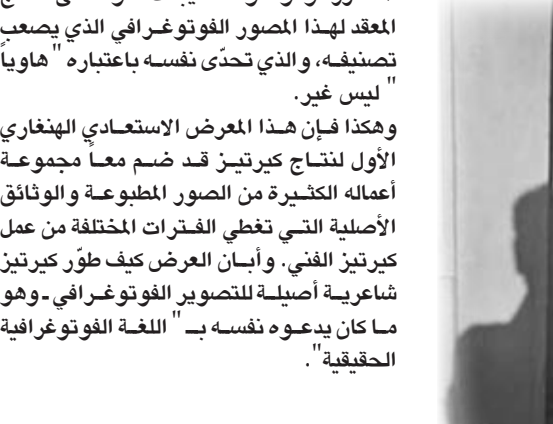 المعقد لهذا المصور الفوتوغرافي الذي يصعب
تصنيفه، والذي تحدّى نفسه باعتباره "هاوياً
" ليس غير.
وهكذا فإن هذا المعرض الاستعادي الهنغاري
الأول لنتاج كيرتيز قد ضم معاً مجموعة
أعماله الكثيرة من الصور المطبوعة والوثائق
الأصلية التي تغطي الفترات المختلفة من عمل
كيرتيز الفني. وأبان العرض كيف طوّر كيرتيز
شاعرية أصيلة للتصوير الفوتوغرافي ـ وهو
ما كان يدعوه نفسه بـ " اللغة الفوتوغرافية
الحقيقية".